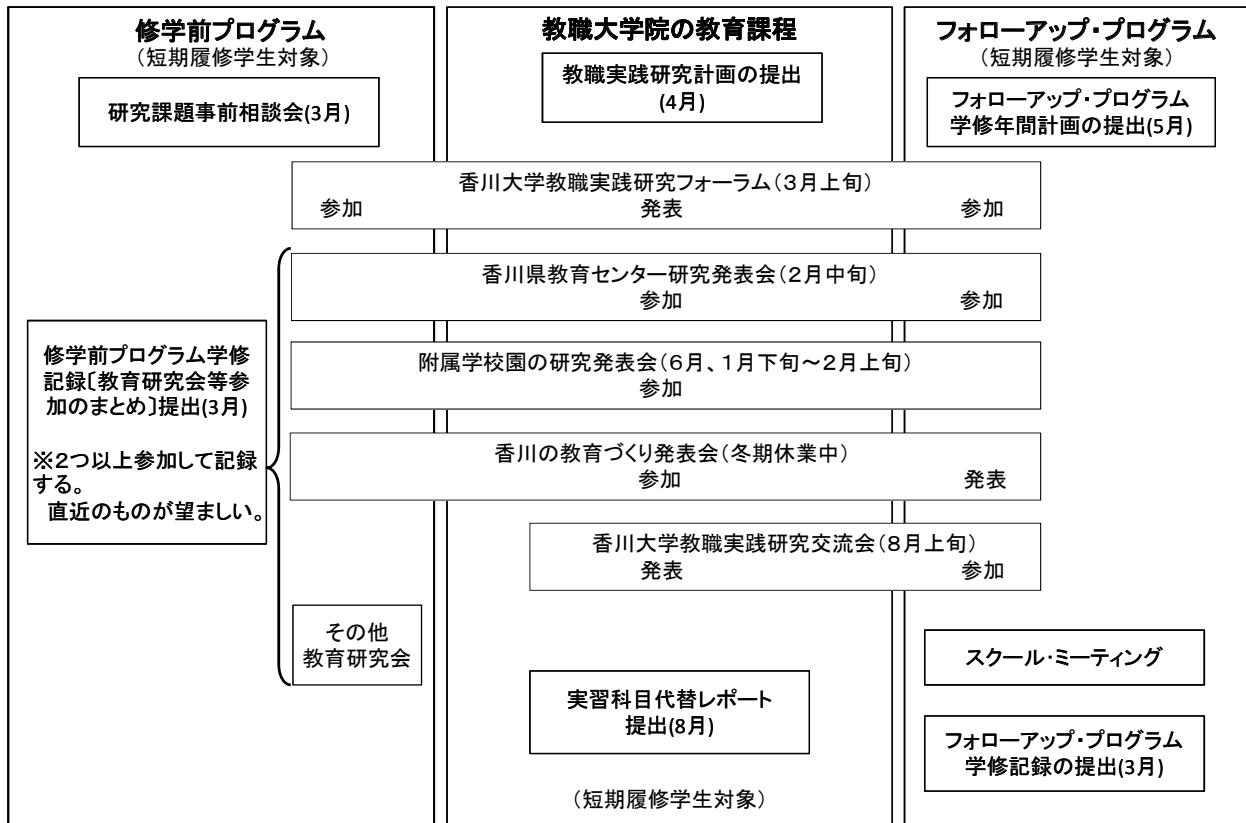 修学前プログラム
(短期履修学生対象)
研究課題事前相談会(3月)
教職大学院の教育課程
教職実践研究計画の提出
(4月)
フォローアップ・プログラム
(短期履修学生対象)
フォローアップ・プログラム
学修年間計画の提出(5月)
香川大学教職実践研究フォーラム(3月上旬)
参加 発表 参加
香川県教育センター研究発表会(2月中旬)
参加 参加
附属学校園の研究発表会(6月、1月下旬~2月上旬)
参加
香川の教育づくり発表会(冬期休業中)
参加 発表
香川大学教職実践研究交流会(8月上旬)
発表 参加
修学前プログラム学修
記録〔教育研究会等参
加のまとめ〕提出(3月)
※2つ以上参加して記録
する。
直近のものが望ましい。
その他
教育研究会
実習科目代替レポート
提出(8月)
(短期履修学生対象)
スクール・ミーティング
フォローアップ・プログラム
学修記録の提出(3月)